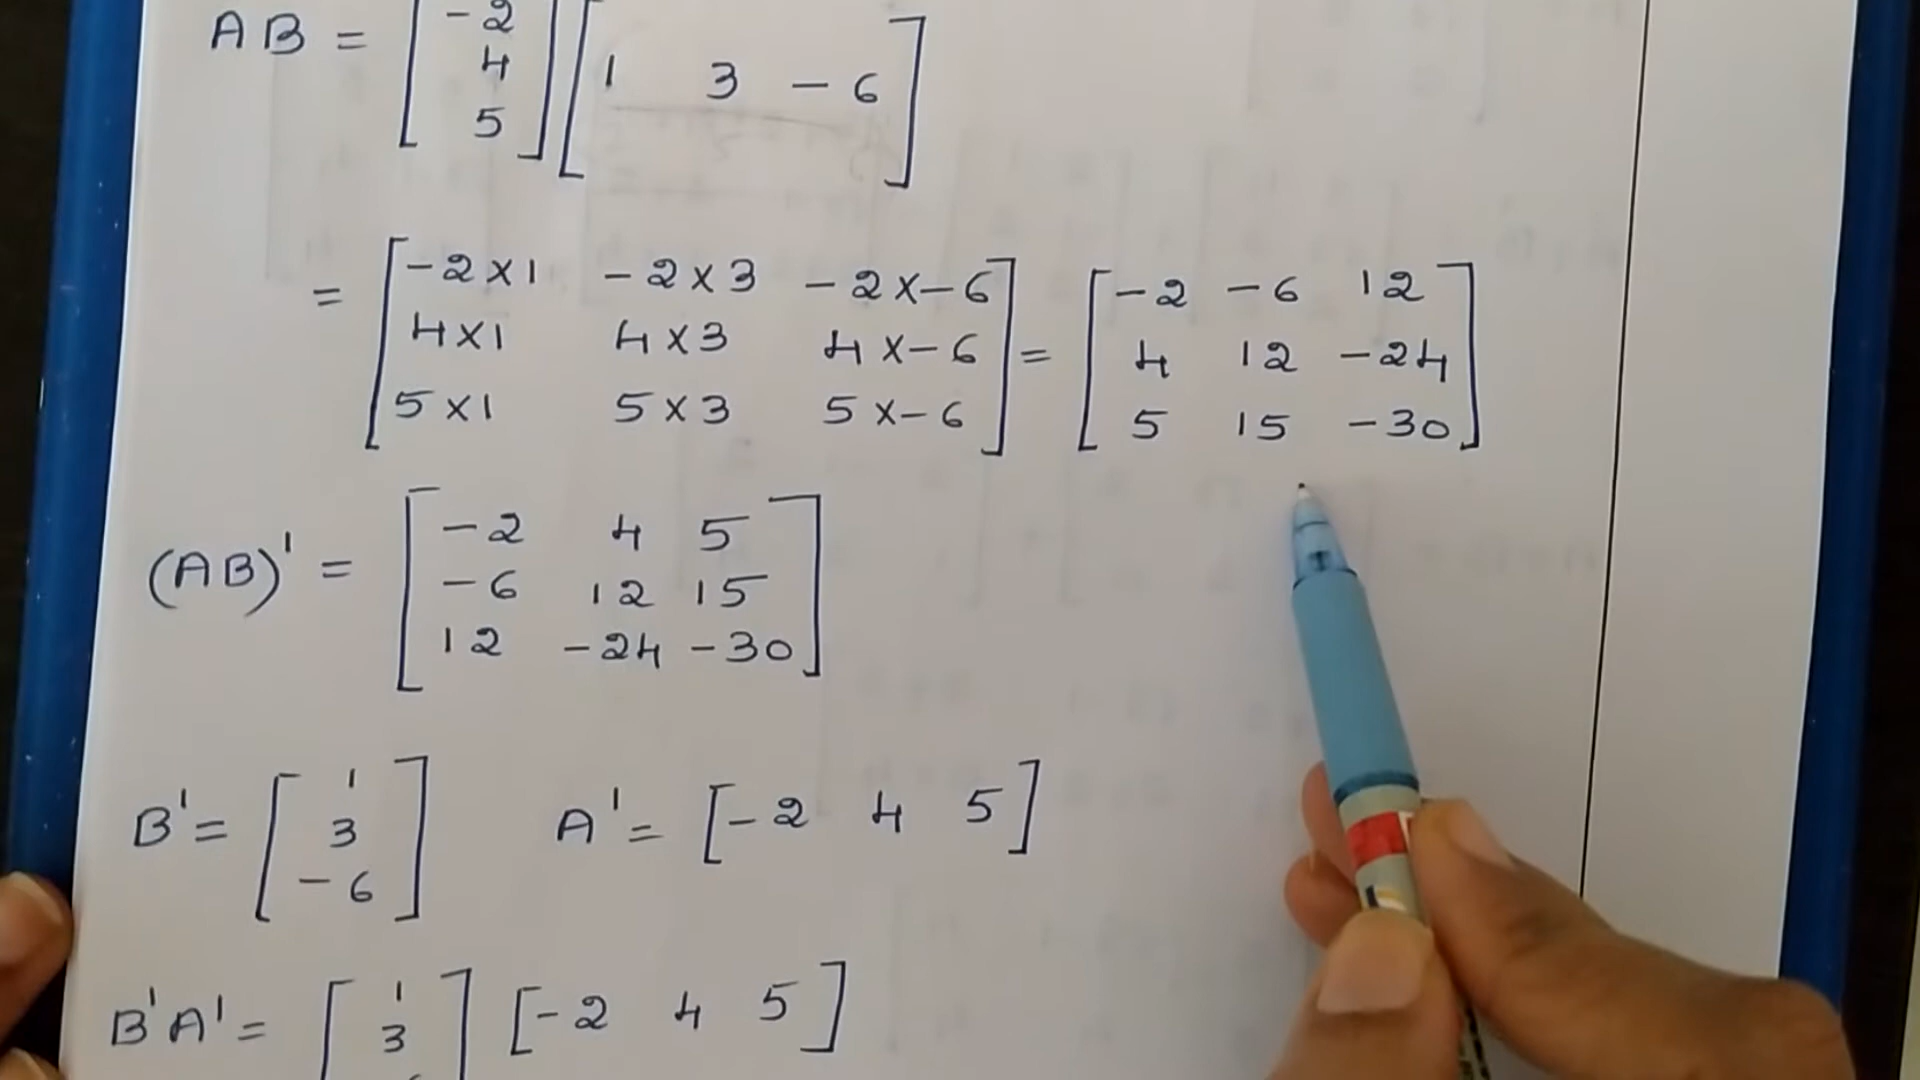 AB = [-2 4 5] [1 3 -6]
= [-2×1 -2×3 -2×-6
4×1 4×3 4×-6
5×1 5×3 5×-6] = [-2 -6 12
4 12 -24
5 15 -30]
(AB)' = [-2 4 5
-6 12 15
12 -24 -30]
B' = [1 3 -6] A' = [-2 4 5]
B'A' = [1 3 ] [-2 4 5]